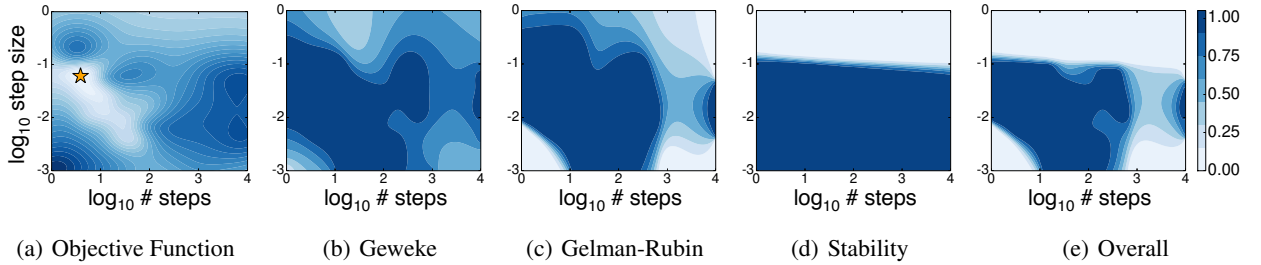 0 -1 -2 -3
log10 step size
0 1 2 3 4
log10 # steps
(a) Objective Function
0 -1 -2 -3
0 1 2 3 4
log10 # steps
(b) Geweke
0 -1 -2 -3
0 1 2 3 4
log10 # steps
(c) Gelman-Rubin
0 -1 -2 -3
0 1 2 3 4
log10 # steps
(d) Stability
0 -1 -2 -3
0 1 2 3 4
log10 # steps
(e) Overall
1.00
0.75
0.50
0.25
0.00